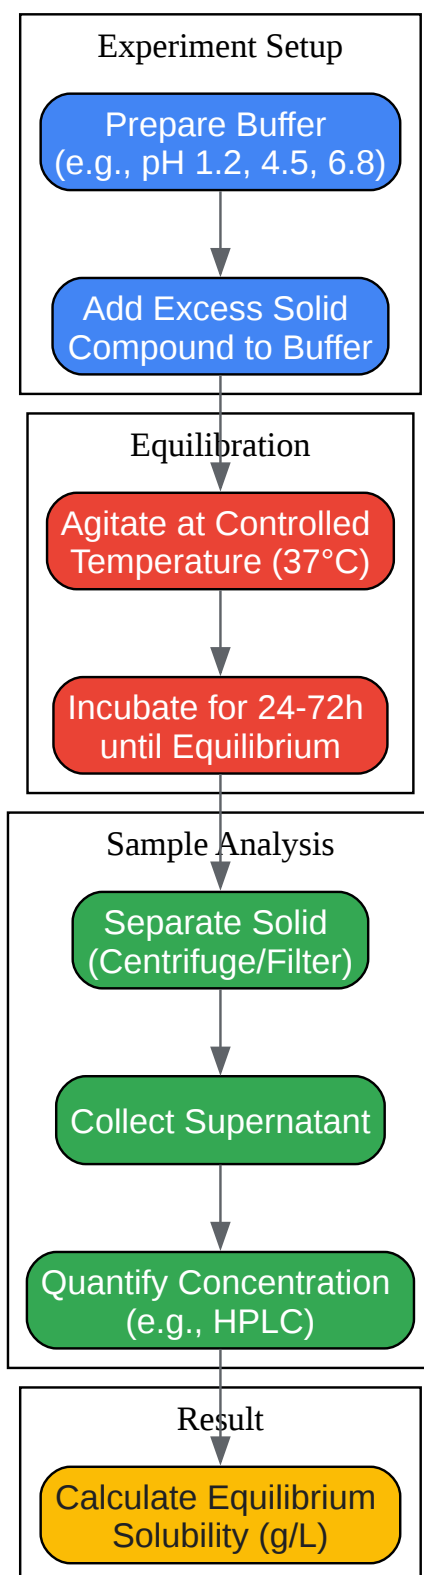 Experiment Setup
Prepare Buffer
(e.g., pH 1.2, 4.5, 6.8)
Add Excess Solid
Compound to Buffer
Equilibration
Agitate at Controlled
Temperature (37°C)
Incubate for 24-72h
until Equilibrium
Sample Analysis
Separate Solid
(Centrifuge/Filter)
Collect Supernatant
Quantify Concentration
(e.g., HPLC)
Result
Calculate Equilibrium
Solubility (g/L)